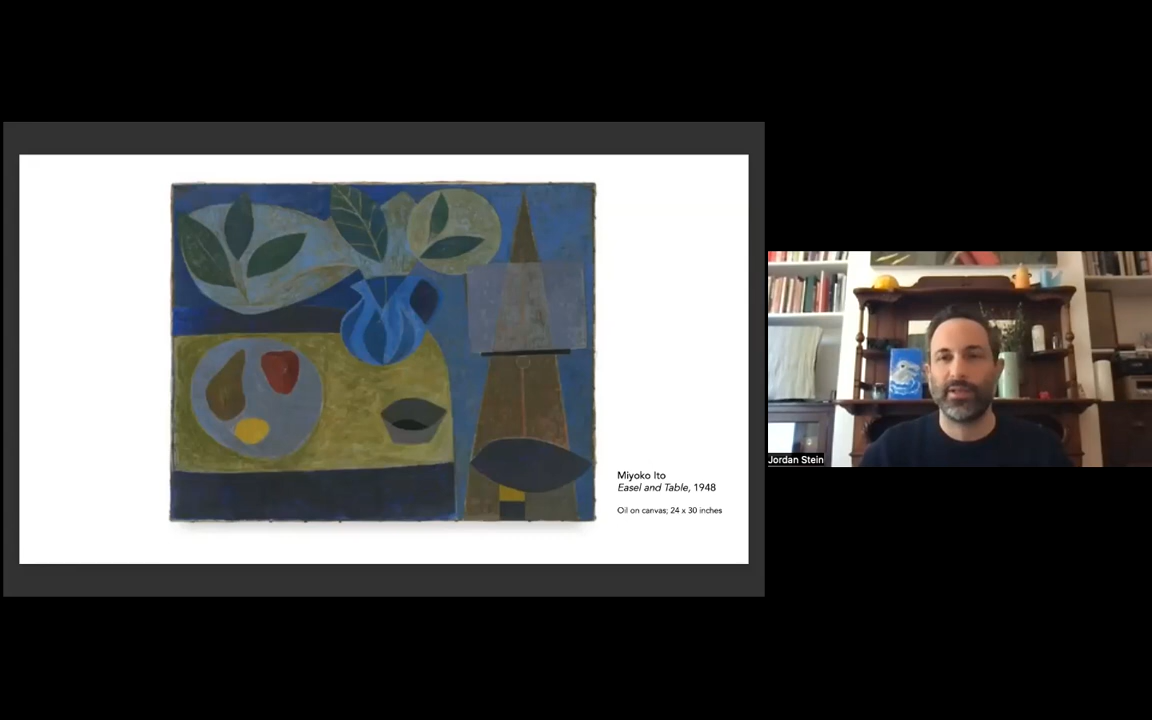 Miyoko Ito
Easel and Table, 1948
Oil on canvas; 24 x 30 inches
Jordan Stein